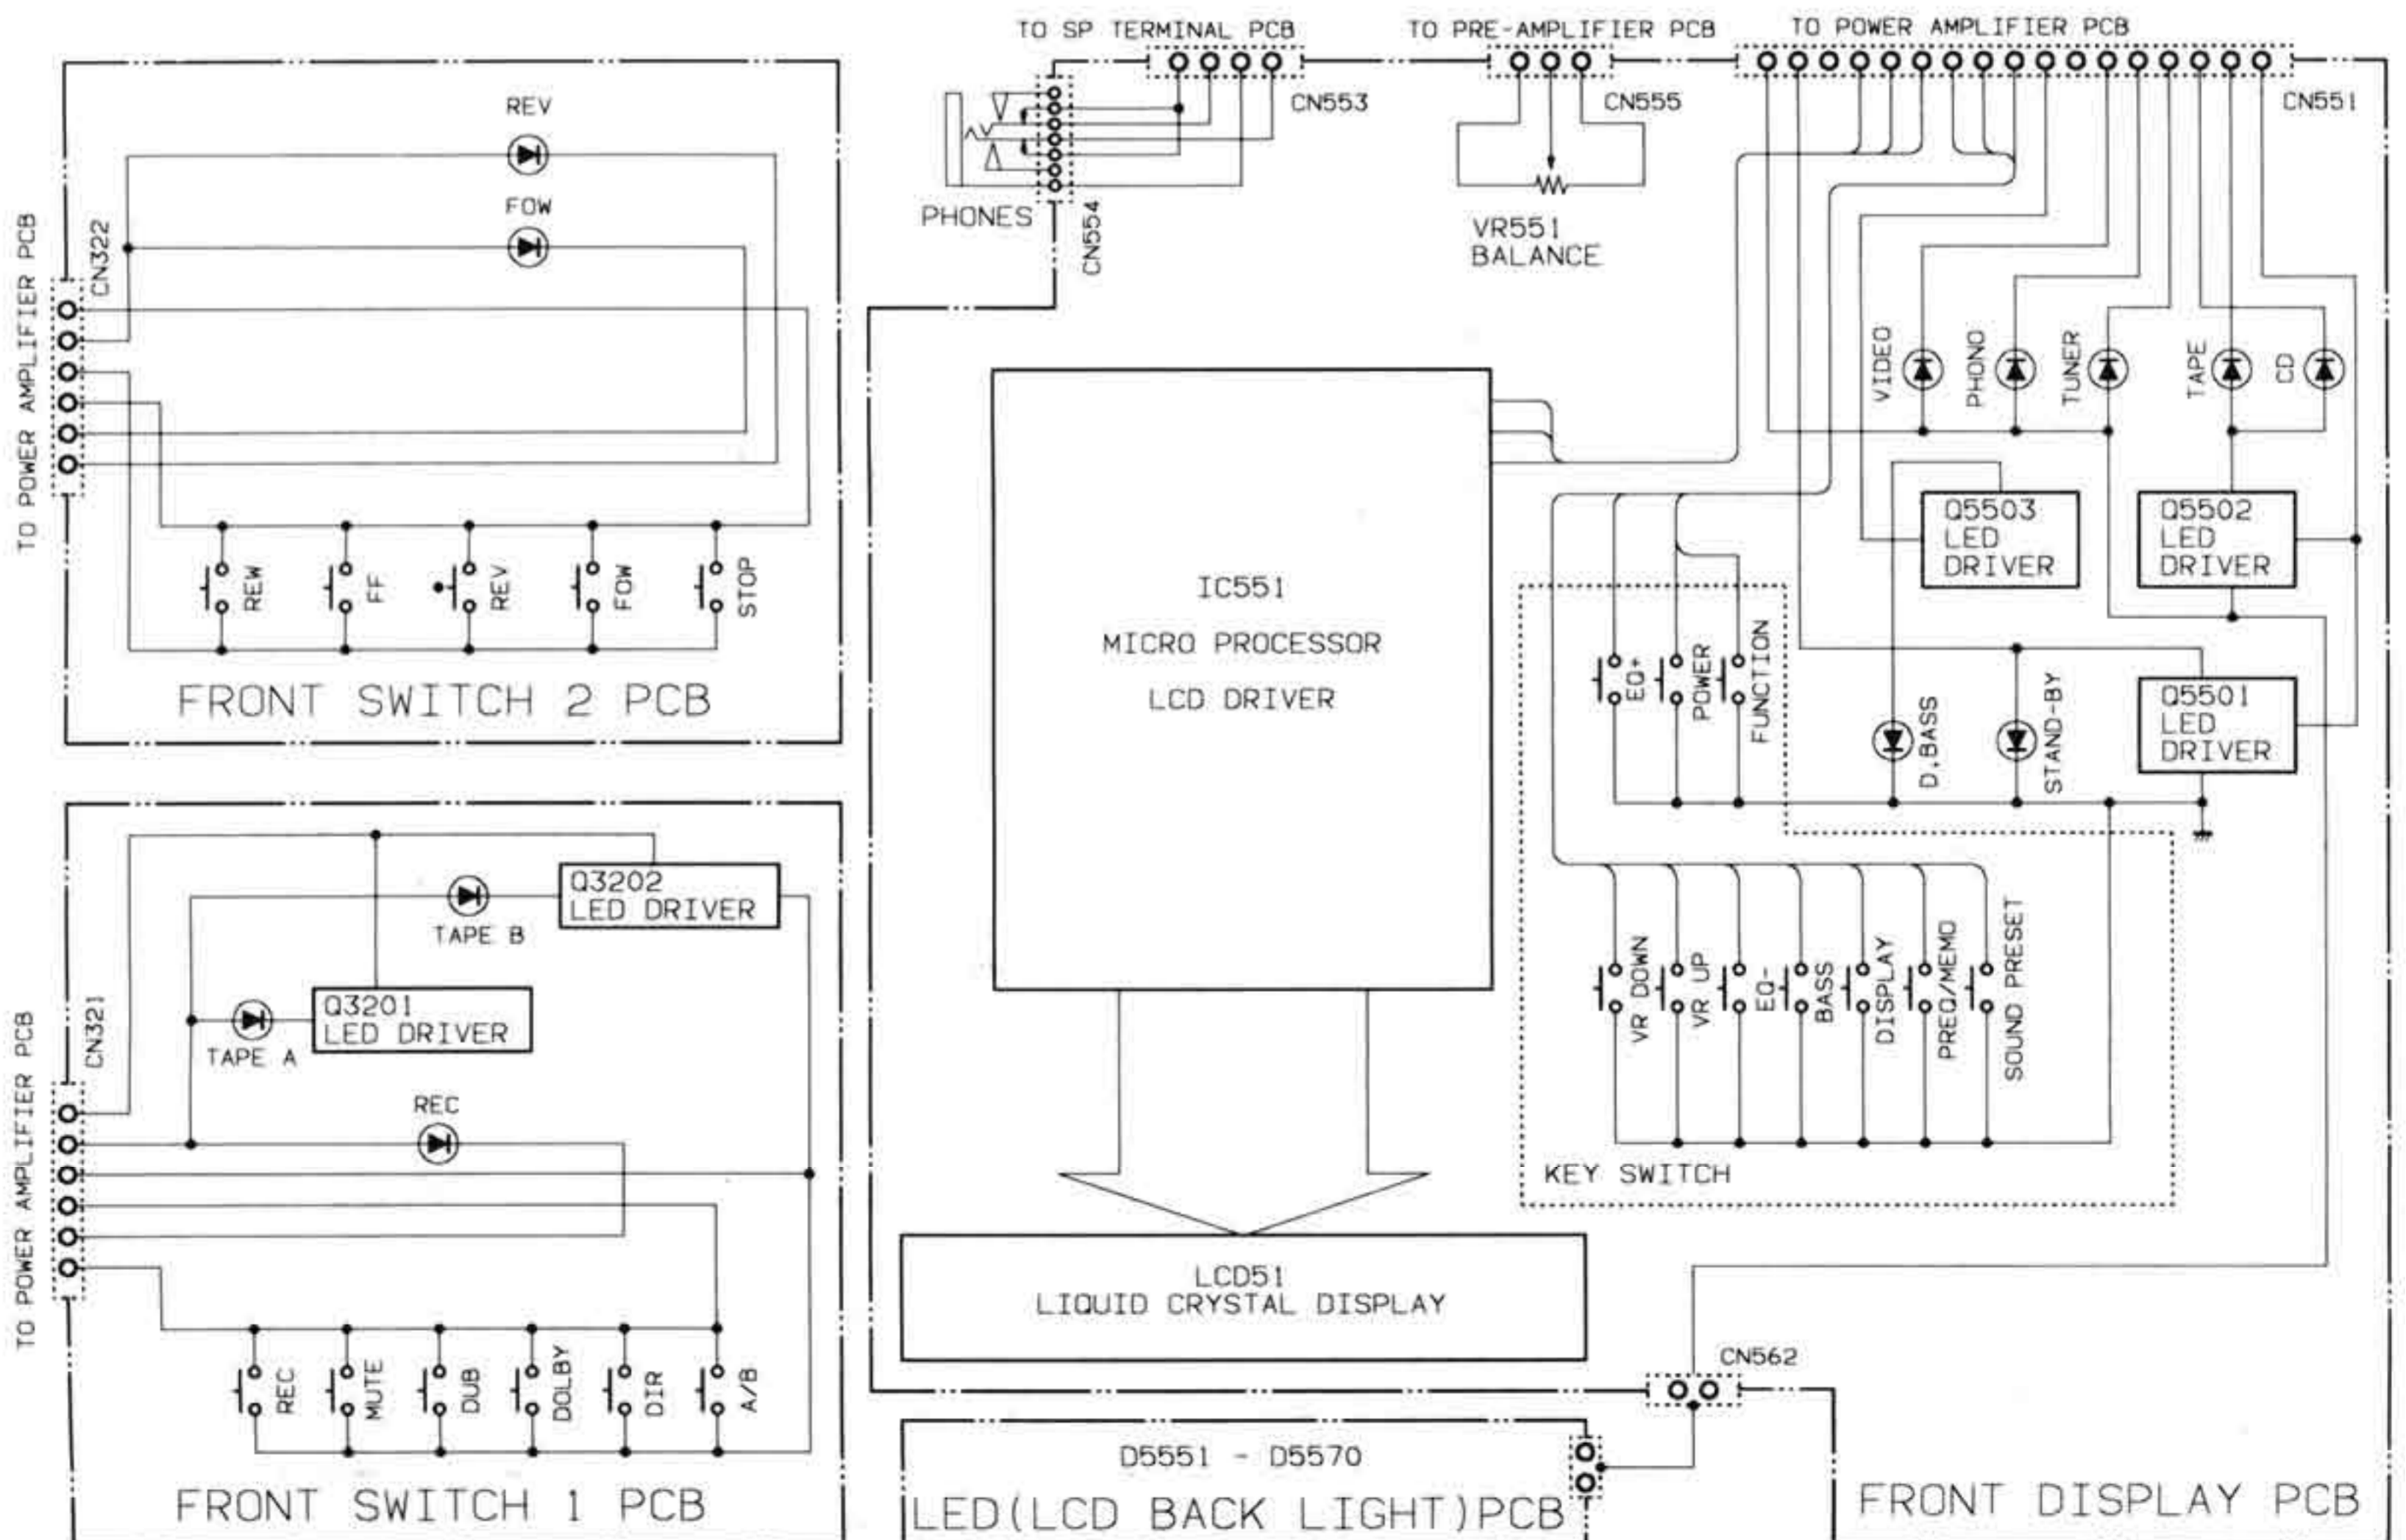 TO SP TERMINAL PCB
TO PRE-AMPLIFIER PCB
TO POWER AMPLIFIER PCB
CN553
CN555
CN551
PHONES
CN554
VR551
BALANCE
TO POWER AMPLIFIER PCB
CN322
REV
FOW
REW
FF
REV
FOW
STOP
FRONT SWITCH 2 PCB
VIDEO
PHONO
TUNER
TAPE
CD
Q5503
LED
DRIVER
Q5502
LED
DRIVER
IC551
MICRO PROCESSOR
LCD DRIVER
EQ+
POWER
FUNCTION
D.BASS
STAND-BY
Q5501
LED
DRIVER
VR DOWN
VR UP
EQ-
BASS
DISPLAY
PREQ/MEMO
SOUND PRESET
KEY SWITCH
TO POWER AMPLIFIER PCB
CN321
Q3202
LED DRIVER
TAPE B
Q3201
LED DRIVER
TAPE A
REC
REC
MUTE
DUB
DOLBY
DIR
A/B
FRONT SWITCH 1 PCB
LCD51
LIQUID CRYSTAL DISPLAY
CN562
D5551 - D5570
LED(LCD BACK LIGHT)PCB
FRONT DISPLAY PCB